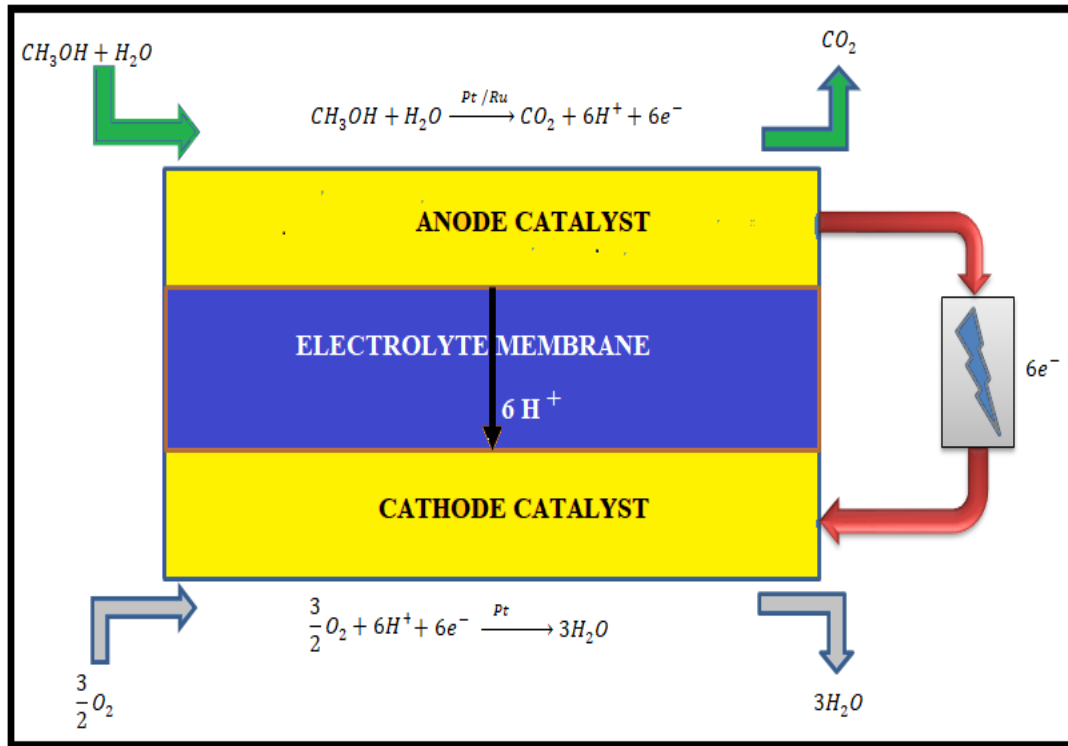 CH₃OH + H₂O
CO₂
CH₃OH + H₂O —Pt /Ru→ CO₂ + 6H⁺ + 6e⁻
ANODE CATALYST
ELECTROLYTE MEMBRANE
6 H⁺
6e⁻
CATHODE CATALYST
3/2 O₂ + 6H⁺ + 6e⁻ —Pt→ 3H₂O
3/2 O₂
3H₂O